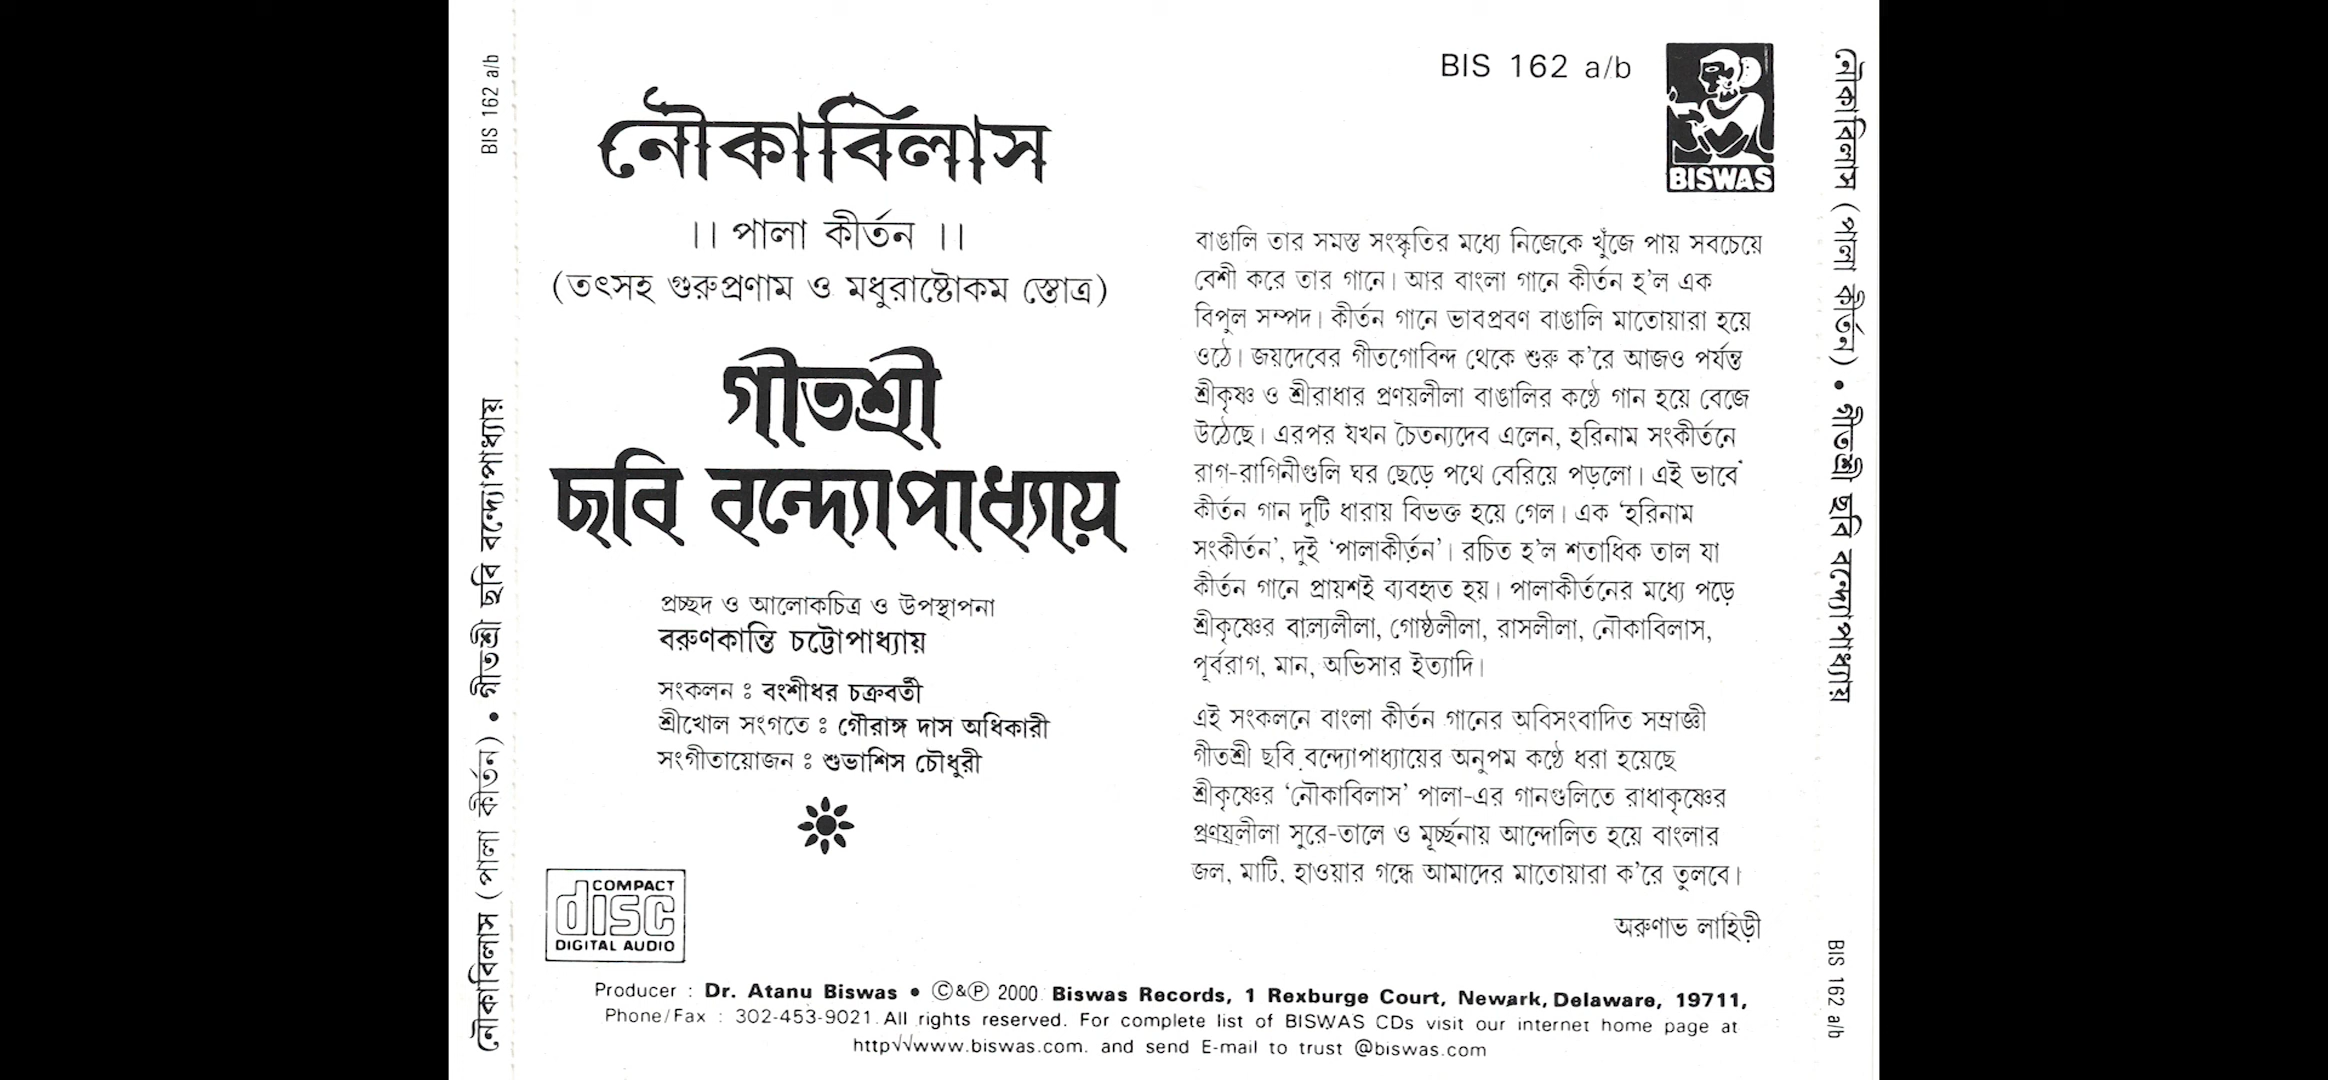 BIS 162 a/b
নৌকাবিলাস (পালা কীর্তন) • গীতশ্রী ছবি বন্দ্যোপাধ্যায়
নৌকাবিলাস
।। পালা কীর্তন ।।
(তৎসহ গুরুপ্রণাম ও মধুরাষ্টোকম স্তোত্র)
গীতশ্রী
ছবি বন্দ্যোপাধ্যায়
প্রচ্ছদ ও আলোকচিত্র ও উপস্থাপনা
বরুণকান্তি চট্টোপাধ্যায়
সংকলন ঃ বংশীধর চক্রবর্তী
শ্রীখোল সংগতে ঃ গৌরাঙ্গ দাস অধিকারী
সংগীতায়োজন ঃ শুভাশিস চৌধুরী
COMPACT
disc
DIGITAL AUDIO
BIS 162 a/b
BISWAS
বাঙালি তার সমস্ত সংস্কৃতির মধ্যে নিজেকে খুঁজে পায় সবচেয়ে
বেশী করে তার গানে। আর বাংলা গানে কীর্তন হ'ল এক
বিপুল সম্পদ। কীর্তন গানে ভাবপ্রবণ বাঙালি মাতোয়ারা হয়ে
ওঠে। জয়দেবের গীতগোবিন্দ থেকে শুরু ক'রে আজও পর্যন্ত
শ্রীকৃষ্ণ ও শ্রীরাধার প্রণয়লীলা বাঙালির কণ্ঠে গান হয়ে বেজে
উঠেছে। এরপর যখন চৈতন্যদেব এলেন, হরিনাম সংকীর্তনে
রাগ-রাগিনীগুলি ঘর ছেড়ে পথে বেরিয়ে পড়লো। এই ভাবে
কীর্তন গান দুটি ধারায় বিভক্ত হয়ে গেল। এক ‘হরিনাম
সংকীর্তন’, দুই ‘পালাকীর্তন’। রচিত হ'ল শতাধিক তাল যা
কীর্তন গানে প্রায়শই ব্যবহৃত হয়। পালাকীর্তনের মধ্যে পড়ে
শ্রীকৃষ্ণের বাল্যলীলা, গোষ্ঠলীলা, রাসলীলা, নৌকাবিলাস,
পূর্বরাগ, মান, অভিসার ইত্যাদি।
এই সংকলনে বাংলা কীর্তন গানের অবিসংবাদিত সম্রাজ্ঞী
গীতশ্রী ছবি বন্দ্যোপাধ্যায়ের অনুপম কণ্ঠে ধরা হয়েছে
শ্রীকৃষ্ণের ‘নৌকাবিলাস’ পালা-এর গানগুলিতে রাধাকৃষ্ণের
প্রণয়লীলা সুরে-তালে ও মূর্চ্ছনায় আন্দোলিত হয়ে বাংলার
জল, মাটি, হাওয়ার গন্ধে আমাদের মাতোয়ারা ক'রে তুলবে।
অরুণাভ লাহিড়ী
Producer : Dr. Atanu Biswas • ©&℗ 2000 Biswas Records, 1 Rexburge Court, Newark, Delaware, 19711,
Phone/Fax : 302-453-9021. All rights reserved. For complete list of BISWAS CDs visit our internet home page at
http√√www.biswas.com. and send E-mail to trust @biswas.com
নৌকাবিলাস (পালা কীর্তন) • গীতশ্রী ছবি বন্দ্যোপাধ্যায়
BIS 162 a/b